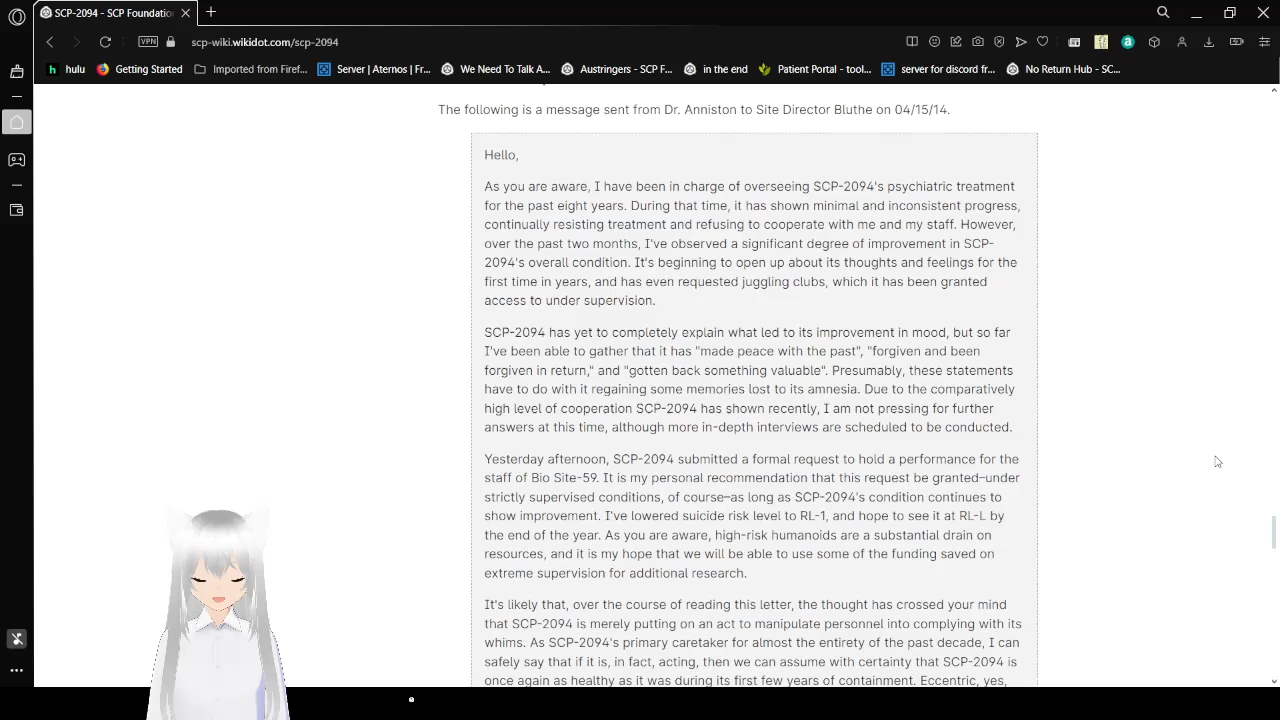 SCP-2094 - SCP Foundatio
scp-wiki.wikidot.com/scp-2094
VPN
hulu
Getting Started
Imported from Firef...
Server | Aternos | Fr...
We Need To Talk A...
Austringers - SCP F...
in the end
Patient Portal - tool...
server for discord fr...
No Return Hub - SC...
The following is a message sent from Dr. Anniston to Site Director Bluthe on 04/15/14.
Hello,
As you are aware, I have been in charge of overseeing SCP-2094's psychiatric treatment
for the past eight years. During that time, it has shown minimal and inconsistent progress,
continually resisting treatment and refusing to cooperate with me and my staff. However,
over the past two months, I've observed a significant degree of improvement in SCP-
2094's overall condition. It's beginning to open up about its thoughts and feelings for the
first time in years, and has even requested juggling clubs, which it has been granted
access to under supervision.
SCP-2094 has yet to completely explain what led to its improvement in mood, but so far
I've been able to gather that it has "made peace with the past", "forgiven and been
forgiven in return," and "gotten back something valuable". Presumably, these statements
have to do with it regaining some memories lost to its amnesia. Due to the comparatively
high level of cooperation SCP-2094 has shown recently, I am not pressing for further
answers at this time, although more in-depth interviews are scheduled to be conducted.
Yesterday afternoon, SCP-2094 submitted a formal request to hold a performance for the
staff of Bio Site-59. It is my personal recommendation that this request be granted–under
strictly supervised conditions, of course–as long as SCP-2094's condition continues to
show improvement. I've lowered suicide risk level to RL-1, and hope to see it at RL-L by
the end of the year. As you are aware, high-risk humanoids are a substantial drain on
resources, and it is my hope that we will be able to use some of the funding saved on
extreme supervision for additional research.
It's likely that, over the course of reading this letter, the thought has crossed your mind
that SCP-2094 is merely putting on an act to manipulate personnel into complying with its
whims. As SCP-2094's primary caretaker for almost the entirety of the past decade, I can
safely say that if it is, in fact, acting, then we can assume with certainty that SCP-2094 is
once again as healthy as it was during its first few years of containment. Eccentric, yes,